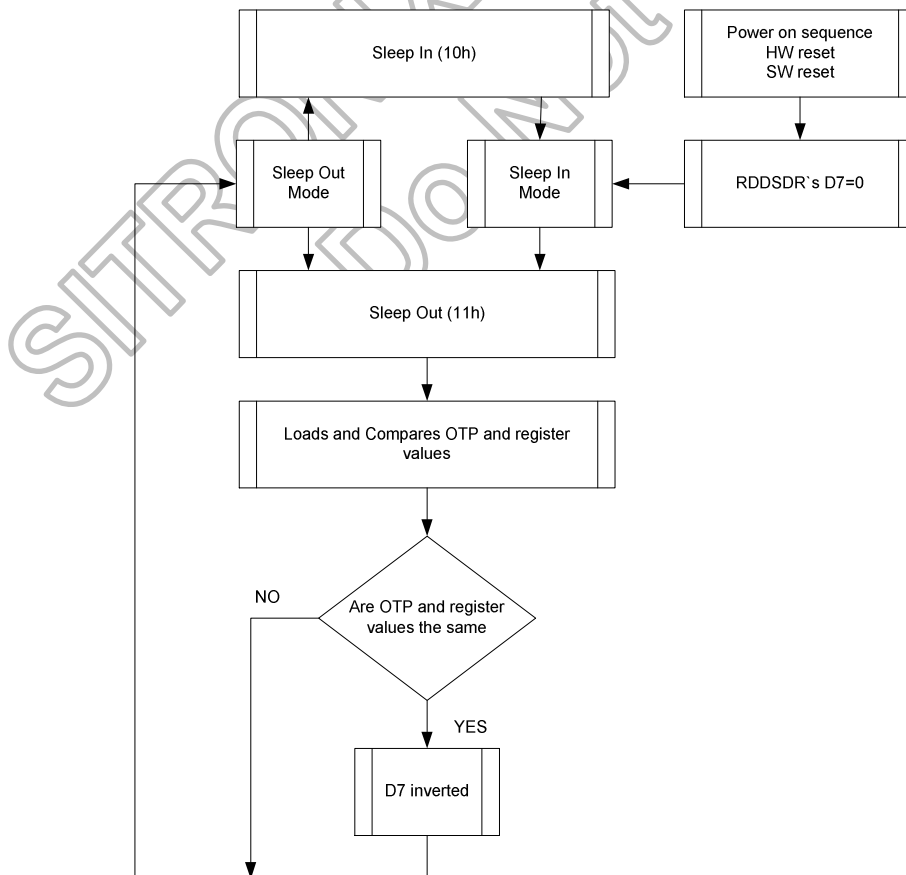 Sleep In (10h)
Power on sequence
HW reset
SW reset
Sleep Out
Mode
Sleep In
Mode
RDDSDR`s D7=0
Sleep Out (11h)
Loads and Compares OTP and register
values
NO
Are OTP and register
values the same
YES
D7 inverted
Do Not